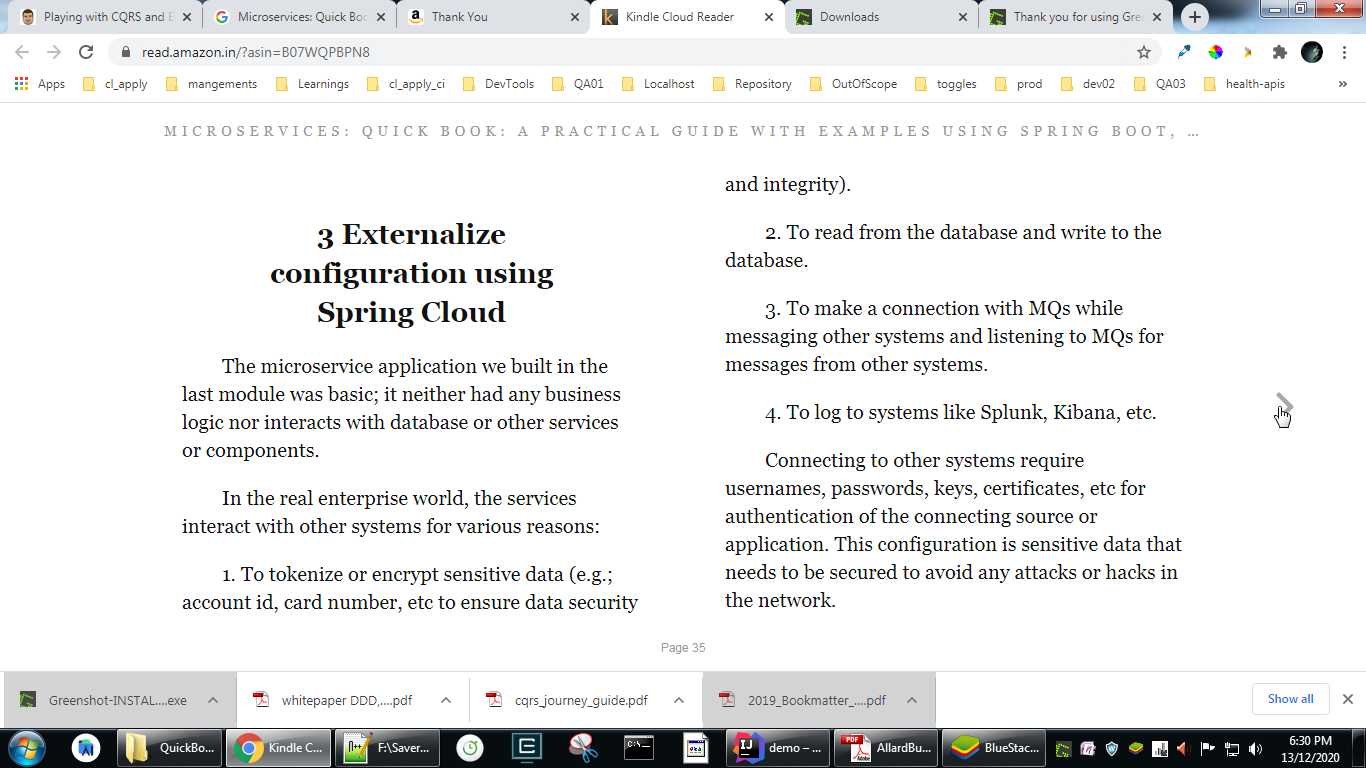 Playing with CQRS and E
Microservices: Quick Boo
Thank You
Kindle Cloud Reader
Downloads
Thank you for using Gre
read.amazon.in/?asin=B07WQPBPN8
Apps
cl_apply
mangements
Learnings
cl_apply_ci
DevTools
QA01
Localhost
Repository
OutOfScope
toggles
prod
dev02
QA03
health-apis
»
MICROSERVICES: QUICK BOOK: A PRACTICAL GUIDE WITH EXAMPLES USING SPRING BOOT, ...
3 Externalize
configuration using
Spring Cloud
The microservice application we built in the
last module was basic; it neither had any business
logic nor interacts with database or other services
or components.
In the real enterprise world, the services
interact with other systems for various reasons:
1. To tokenize or encrypt sensitive data (e.g.;
account id, card number, etc to ensure data security
and integrity).
2. To read from the database and write to the
database.
3. To make a connection with MQs while
messaging other systems and listening to MQs for
messages from other systems.
4. To log to systems like Splunk, Kibana, etc.
Connecting to other systems require
usernames, passwords, keys, certificates, etc for
authentication of the connecting source or
application. This configuration is sensitive data that
needs to be secured to avoid any attacks or hacks in
the network.
Page 35
Greenshot-INSTAL....exe
whitepaper DDD,....pdf
cqrs_journey_guide.pdf
2019_Bookmatter_....pdf
Show all
QuickBo...
Kindle C...
F:\Saver...
demo – ...
AllardBu...
BlueStac...
6:30 PM
13/12/2020